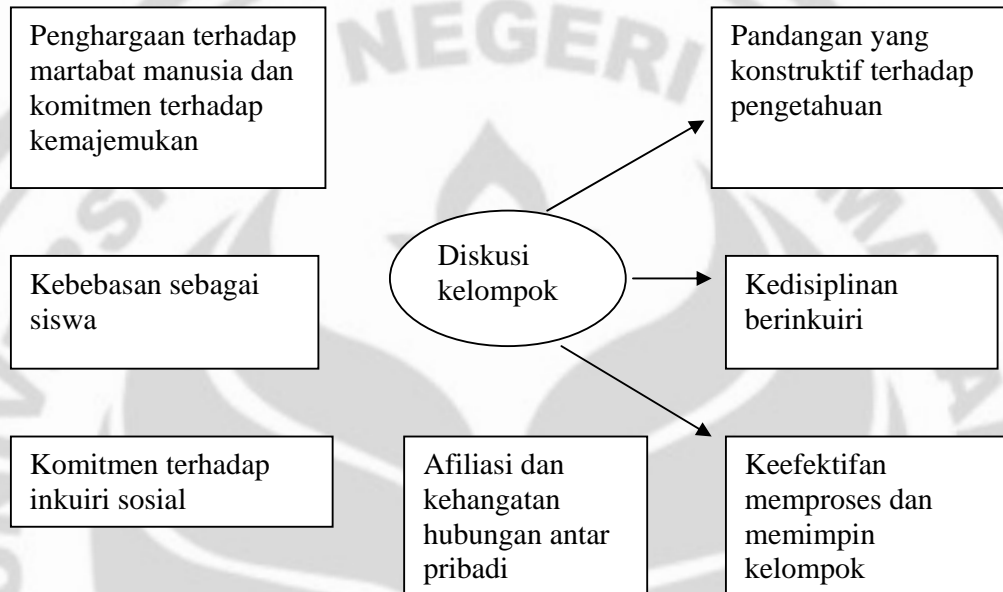 NEGERI
Penghargaan terhadap
martabat manusia dan
komitmen terhadap
kemajemukan
Pandangan yang
konstruktif terhadap
pengetahuan
Kebebasan sebagai
siswa
Diskusi
kelompok
Kedisiplinan
berinkuiri
Komitmen terhadap
inkuiri sosial
Afiliasi dan
kehangatan
hubungan antar
pribadi
Keefektifan
memproses dan
memimpin
kelompok